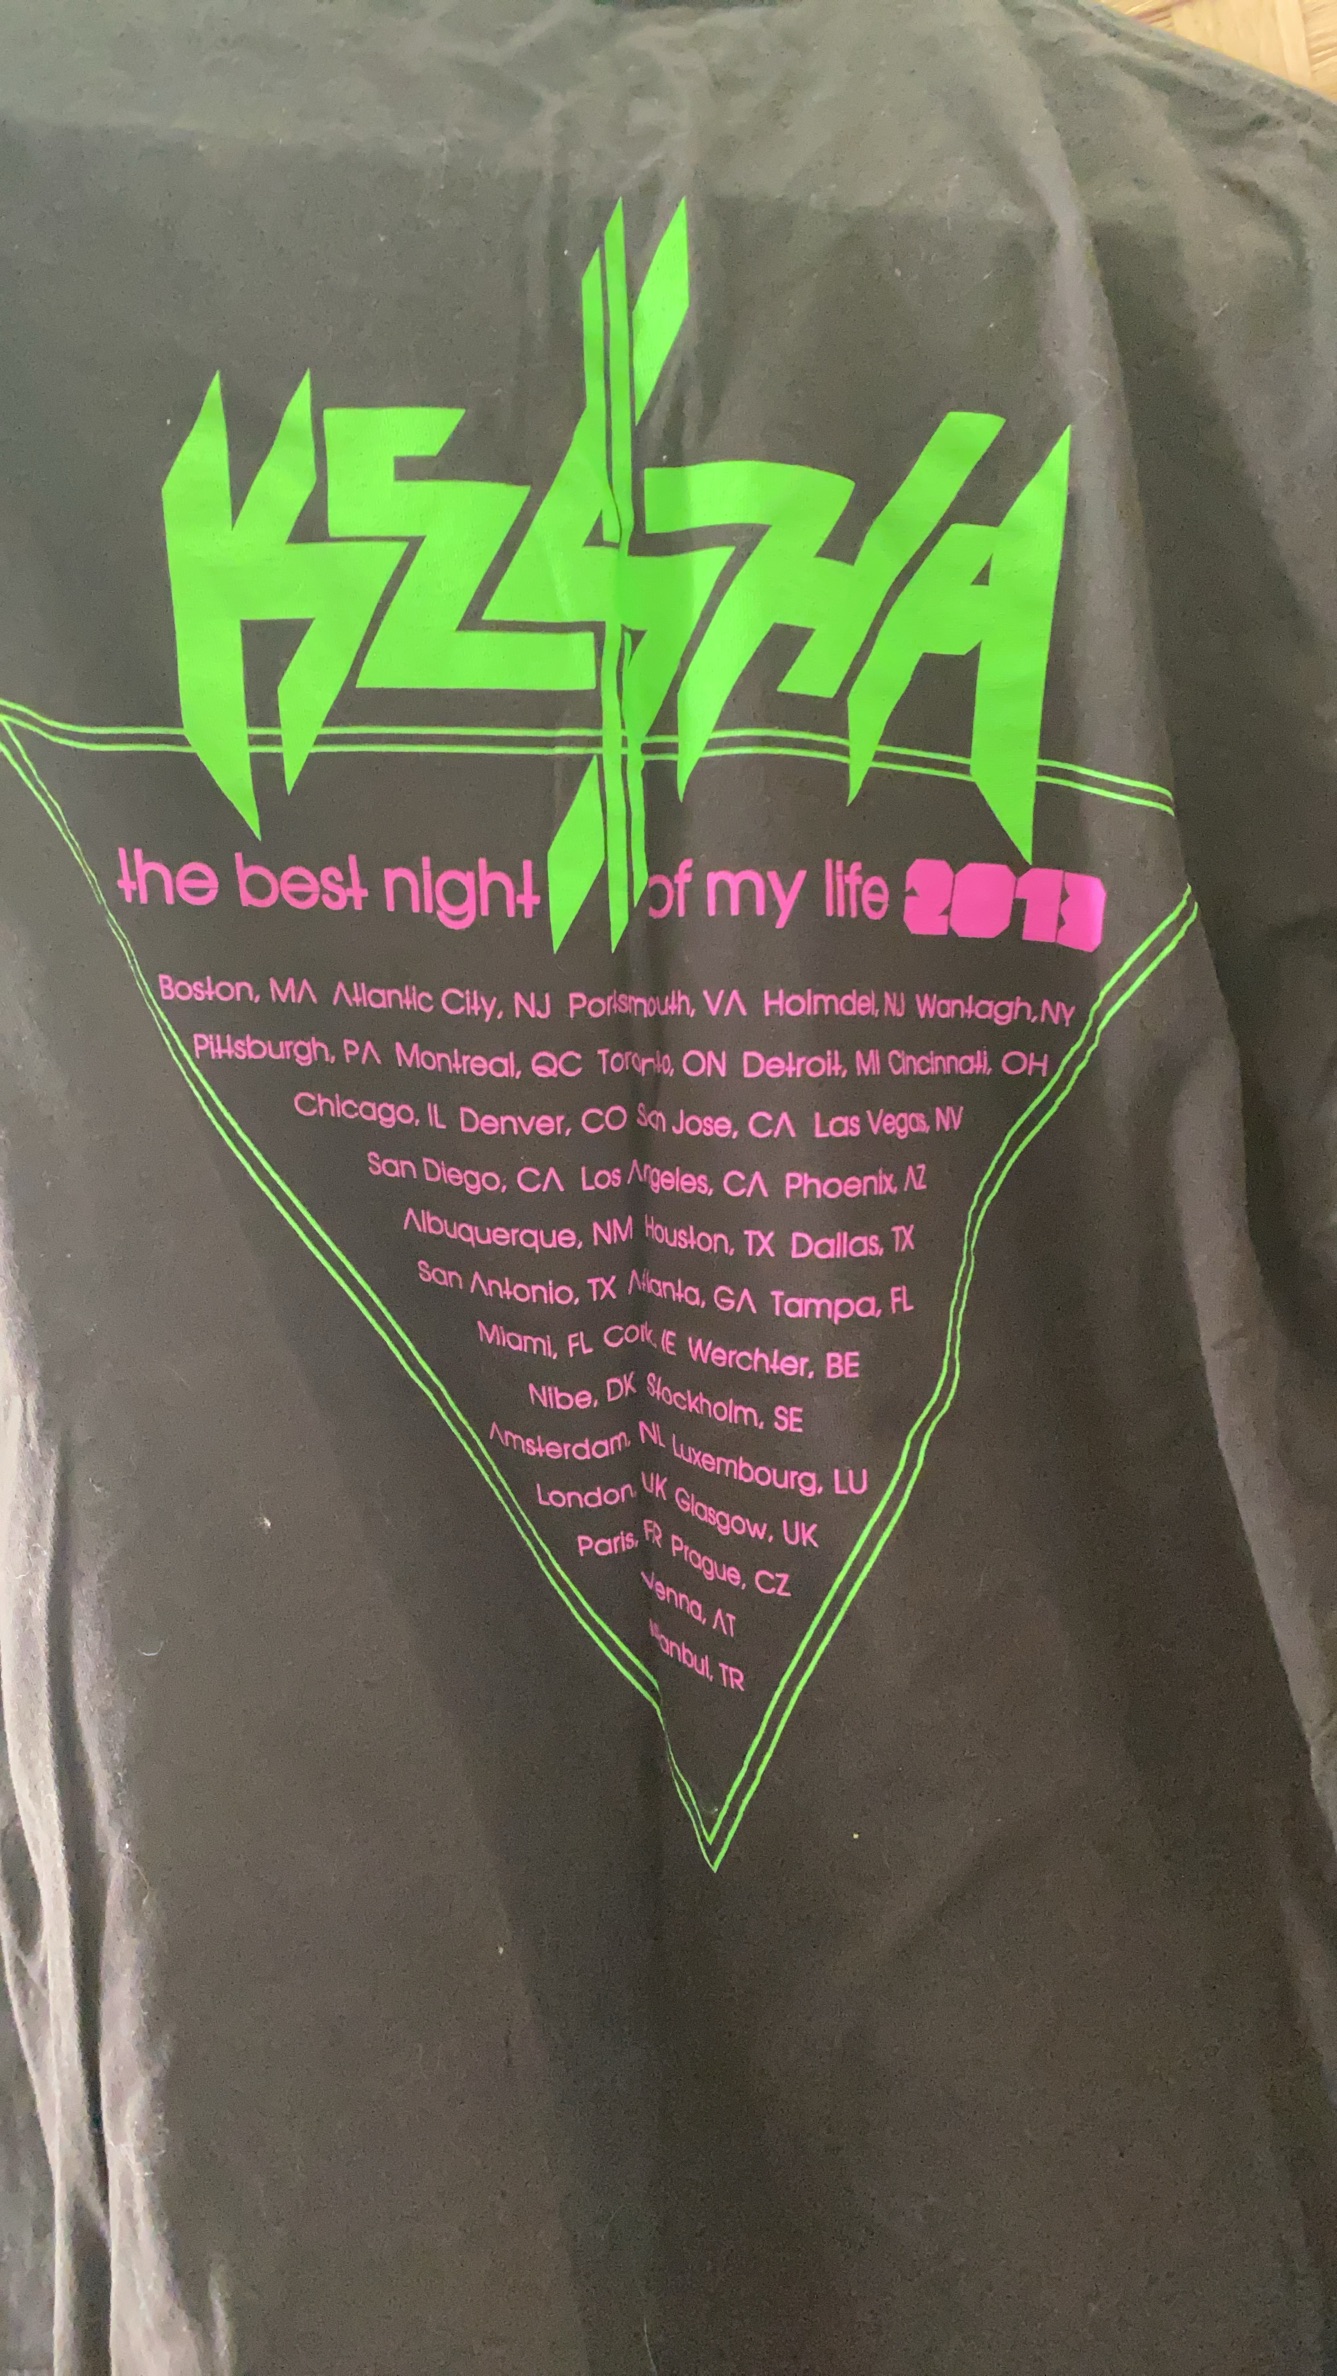 KE$HA
the best night of my life 2013
Boston, MA Atlantic City, NJ Portsmouth, VA Holmdel, NJ Wantagh, NY
Pittsburgh, PA Montreal, QC Toronto, ON Detroit, MI Cincinnati, OH
Chicago, IL Denver, CO San Jose, CA Las Vegas, NV
San Diego, CA Los Angeles, CA Phoenix, AZ
Albuquerque, NM Houston, TX Dallas, TX
San Antonio, TX Atlanta, GA Tampa, FL
Miami, FL Cork, IE Werchter, BE
Nibe, DK Stockholm, SE
Amsterdam, NL Luxembourg, LU
London, UK Glasgow, UK
Paris, FR Prague, CZ
Vienna, AT
Istanbul, TR